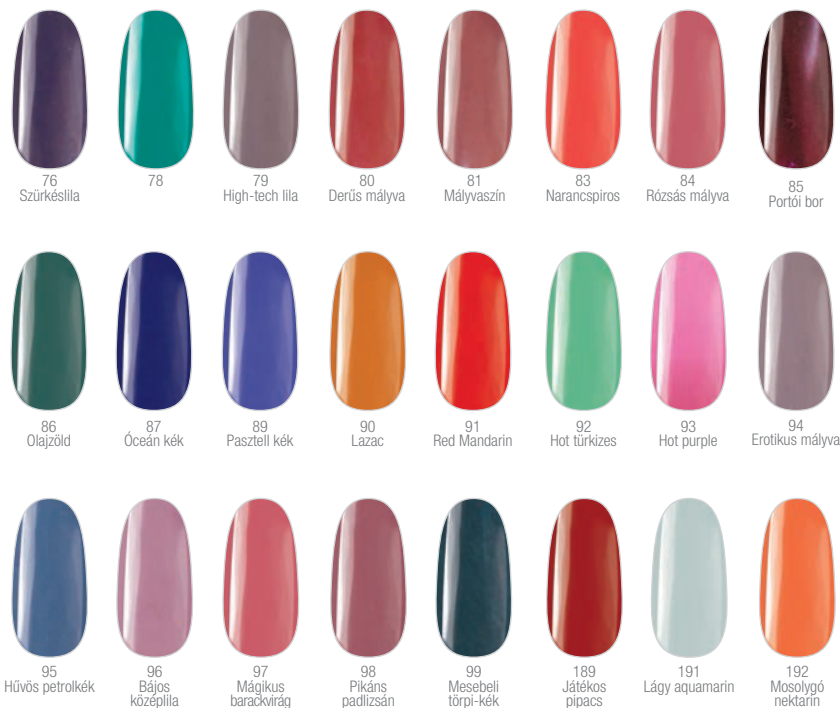 76
Szürkéslila
78
79
High-tech lila
80
Derűs mályva
81
Mályvaszín
83
Narancspiros
84
Rózsás mályva
85
Portói bor
86
Olajzöld
87
Óceán kék
89
Pasztell kék
90
Lazac
91
Red Mandarin
92
Hot türkizes
93
Hot purple
94
Erotikus mályva
95
Hűvös petrolkék
96
Bájos
középlila
97
Mágikus
barackvirág
98
Pikáns
padlizsán
99
Mesebeli
törpi-kék
189
Játékos
pipacs
191
Lágy aquamarin
192
Mosolygó
nektarin